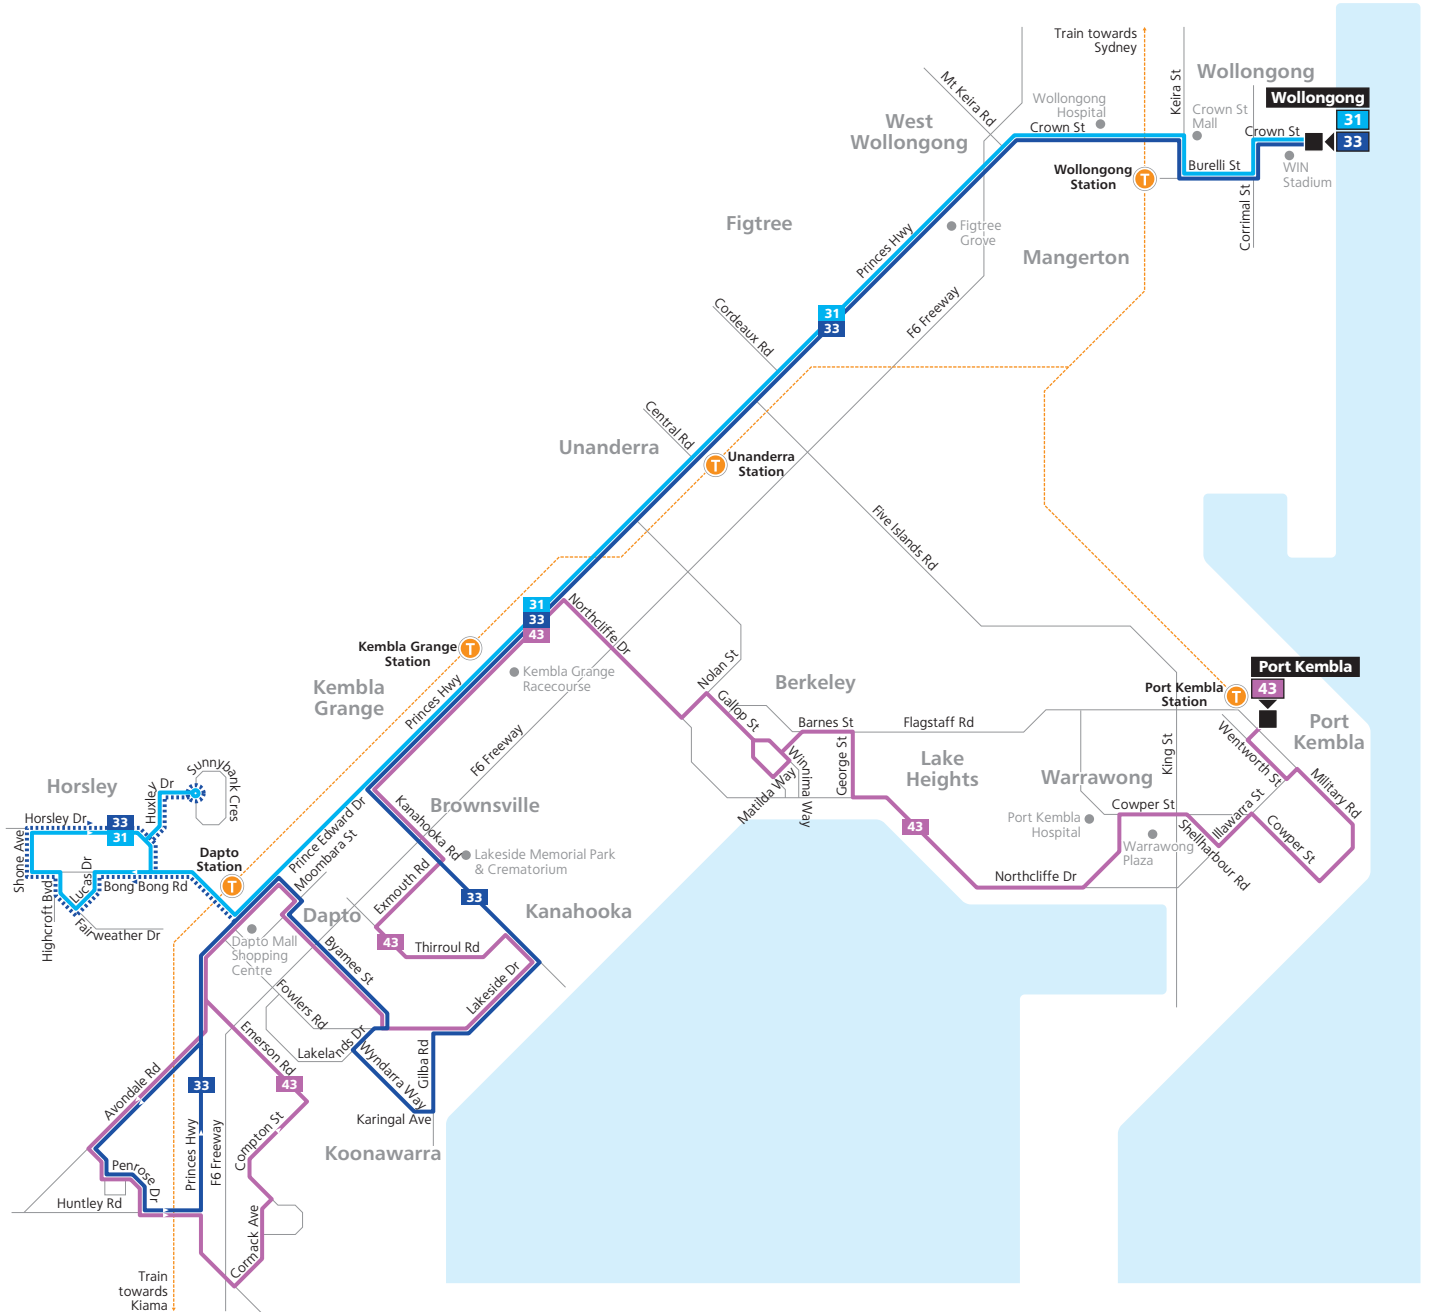 Train towards
Sydney
Keira St
Wollongong
Wollongong
31
33
Mt Keira Rd
Wollongong
Hospital
Crown St
Mall
Crown St
Crown St
West
Wollongong
Wollongong
Station
T
Burelli St
WIN
Stadium
Corrimal St
Figtree
Figtree
Grove
Princes Hwy
Mangerton
31
33
Cordeaux Rd
F6 Freeway
Central Rd
Unanderra
T
Unanderra
Station
Five Islands Rd
31
33
43
Northcliffe Dr
Kembla Grange
Station
T
Kembla Grange
Racecourse
Kembla
Grange
Princes Hwy
Nolan St
Gallop St
Berkeley
Port Kembla
43
Port Kembla
Station
T
Port
Kembla
Barnes St
Flagstaff Rd
George St
Winnima Way
Matilda Way
Lake
Heights
Warrawong
King St
Wentworth St
Military Rd
F6 Freeway
Horsley
Huxley Dr
Sunnybank Cres
Horsley Dr
33
31
Shone Ave
Lucas Dr
Bong Bong Rd
Highcroft Bvd
Fairweather Dr
Dapto
Station
T
Prince Edward Dr
Moombara St
Brownsville
Kanahooka Rd
Lakeside Memorial Park
& Crematorium
Exmouth Rd
33
43
Port Kembla
Hospital
Cowper St
Warrawong
Plaza
Shellharbour Rd
Illawarra St
Cowper St
Northcliffe Dr
Dapto
Kanahooka
43
Thirroul Rd
Dapto Mall
Shopping
Centre
Byamee St
Lakeside Dr
Fowlers Rd
Lakelands Dr
Emerson Rd
Wyndarra Way
Gilba Rd
Karingal Ave
Koonawarra
Avondale Rd
33
43
Princes Hwy
F6 Freeway
Compton St
Penrose Dr
Huntley Rd
Cormack Ave
Train
towards
Kiama